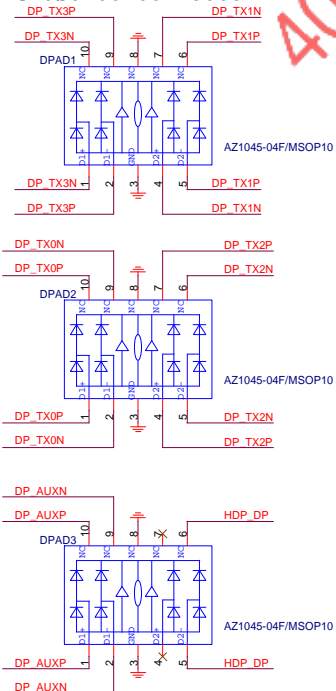 DP_TX3P DP_TX1N
DP_TX3N DP_TX1P
10 9 8 7 6
DPAD1
NC NC NC NC
AZ1045-04F/MSOP10
D1+ D1- GND D2+ D2-
1 2 3 4 5
DP_TX3N DP_TX1P
DP_TX3P DP_TX1N
DP_TX0N DP_TX2P
DP_TX0P DP_TX2N
10 9 8 7 6
DPAD2
NC NC NC NC
AZ1045-04F/MSOP10
D1+ D1- GND D2+ D2-
1 2 3 4 5
DP_TX0P DP_TX2N
DP_TX0N DP_TX2P
DP_AUXN
DP_AUXP HDP_DP
10 9 8 7 6
DPAD3
NC NC NC NC
AZ1045-04F/MSOP10
D1+ D1- GND D2+ D2-
1 2 3 4 5
DP_AUXP HDP_DP
DP_AUXN